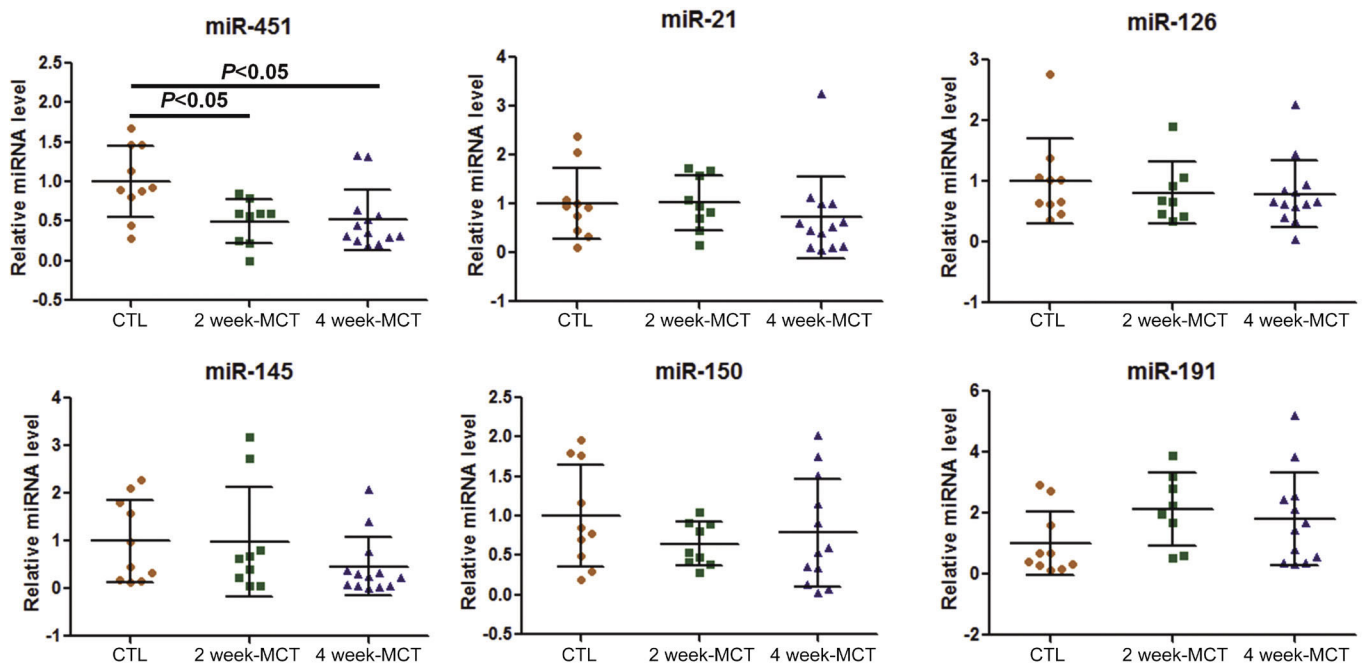 miR-451
Relative miRNA level
2.5
2.0
1.5
1.0
0.5
0.0
-0.5
P<0.05
P<0.05
CTL
2 week-MCT
4 week-MCT
miR-21
Relative miRNA level
4
3
2
1
0
-1
CTL
2 week-MCT
4 week-MCT
miR-126
Relative miRNA level
3
2
1
0
-1
CTL
2 week-MCT
4 week-MCT
miR-145
Relative miRNA level
4
3
2
1
0
-1
CTL
2 week-MCT
4 week-MCT
miR-150
Relative miRNA level
2.5
2.0
1.5
1.0
0.5
0.0
-0.5
CTL
2 week-MCT
4 week-MCT
miR-191
Relative miRNA level
6
4
2
0
-2
CTL
2 week-MCT
4 week-MCT